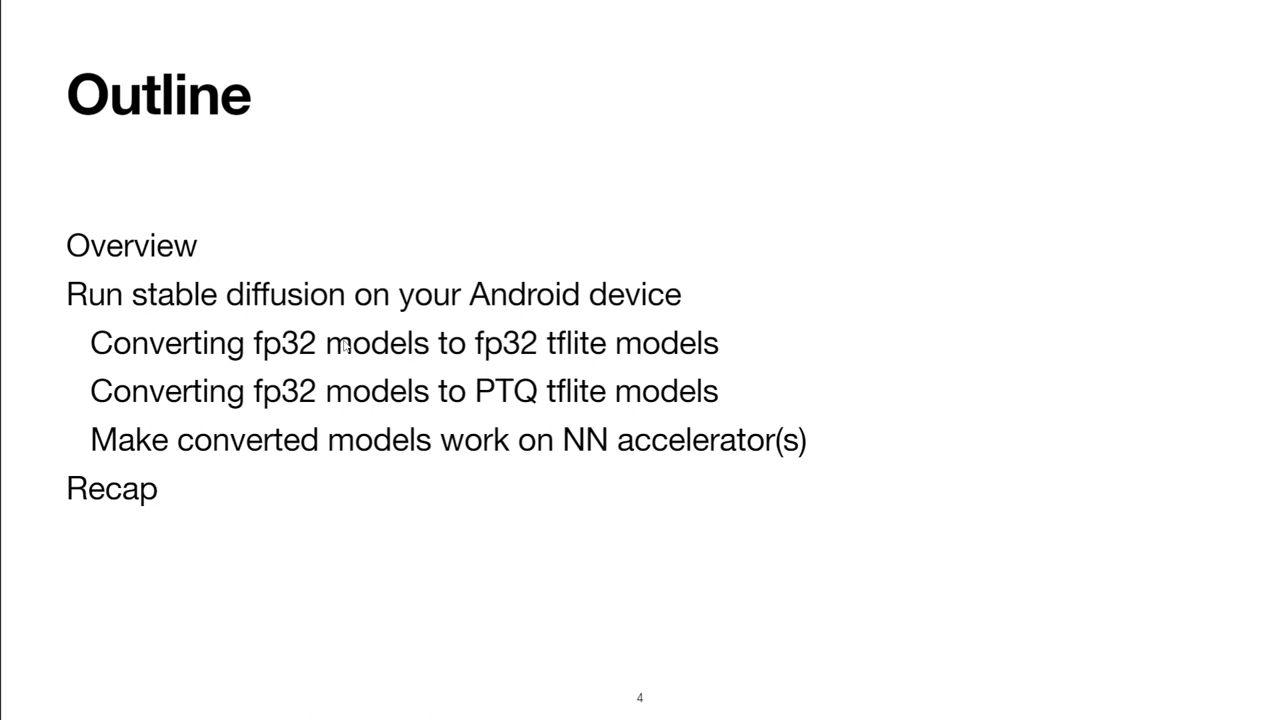 Outline
Overview
Run stable diffusion on your Android device
Converting fp32 models to fp32 tflite models
Converting fp32 models to PTQ tflite models
Make converted models work on NN accelerator(s)
Recap
4